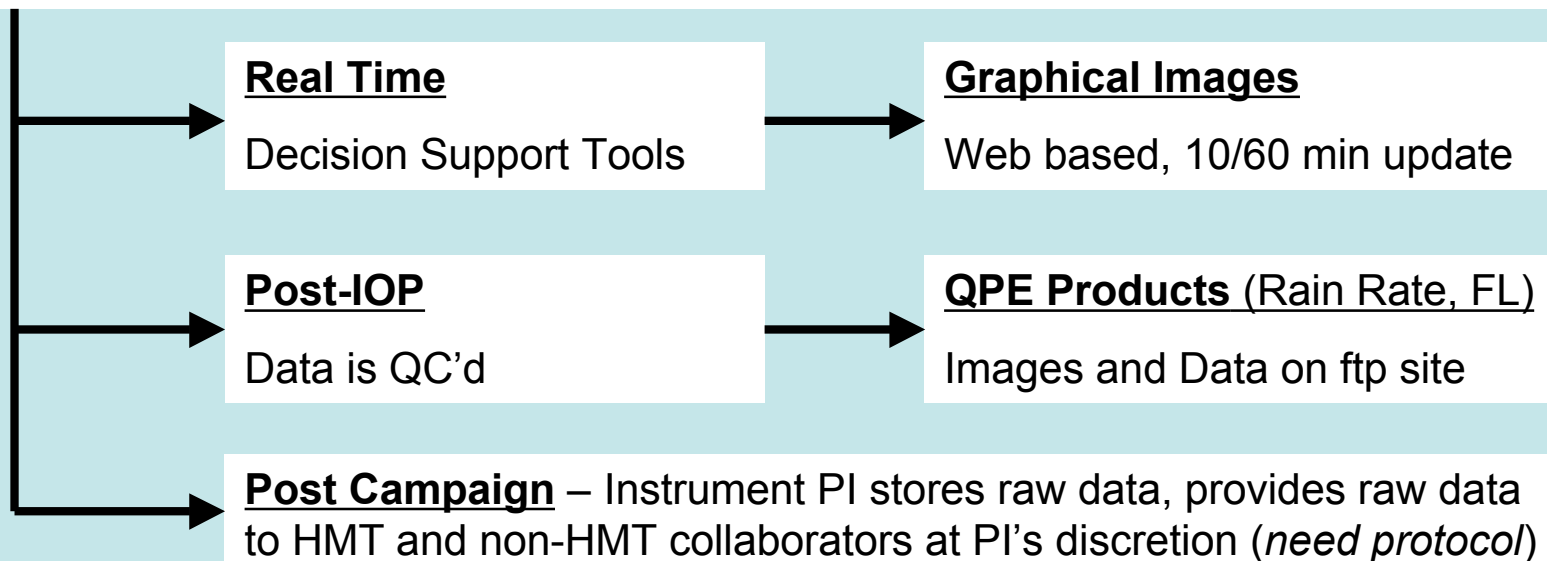 Real Time
Decision Support Tools
Graphical Images
Web based, 10/60 min update
Post-IOP
Data is QC’d
QPE Products (Rain Rate, FL)
Images and Data on ftp site
Post Campaign – Instrument PI stores raw data, provides raw data
to HMT and non-HMT collaborators at PI’s discretion (need protocol)